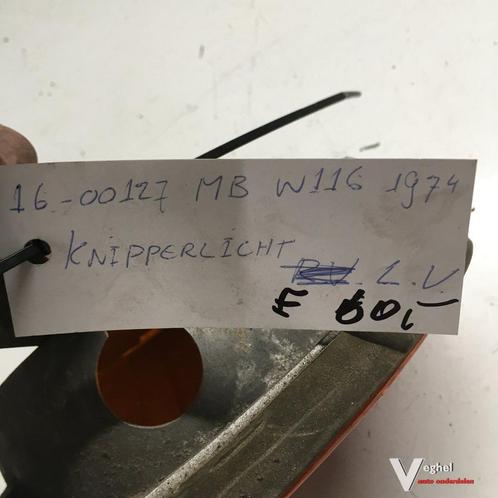 16-00127 MB W116 1974
KNIPPERLICHT
L.V.
€ 60,-
Veghel
auto onderdelen